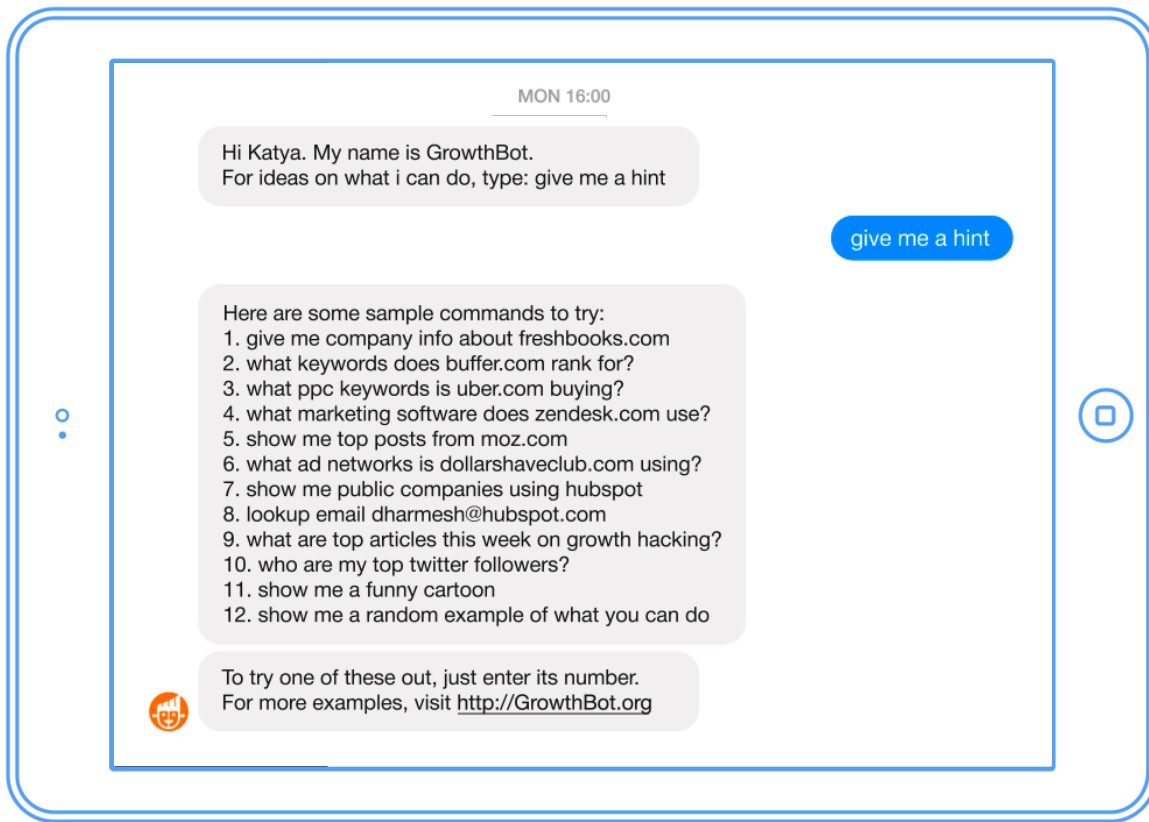 MON 16:00
Hi Katya. My name is GrowthBot.
For ideas on what i can do, type: give me a hint
give me a hint
Here are some sample commands to try:
1. give me company info about freshbooks.com
2. what keywords does buffer.com rank for?
3. what ppc keywords is uber.com buying?
4. what marketing software does zendesk.com use?
5. show me top posts from moz.com
6. what ad networks is dollarshaveclub.com using?
7. show me public companies using hubspot
8. lookup email dharmesh@hubspot.com
9. what are top articles this week on growth hacking?
10. who are my top twitter followers?
11. show me a funny cartoon
12. show me a random example of what you can do
To try one of these out, just enter its number.
For more examples, visit http://GrowthBot.org